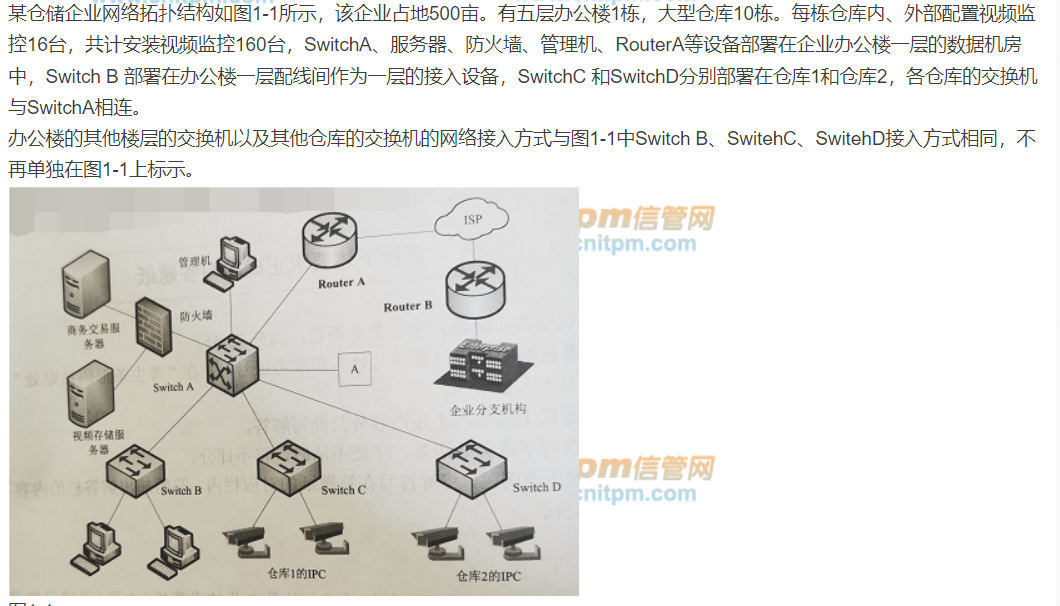 某仓储企业网络拓扑结构如图1-1所示，该企业占地500亩。有五层办公楼1栋，大型仓库10栋。每栋仓库内、外部配置视频监
控16台，共计安装视频监控160台，SwitchA、服务器、防火墙、管理机、RouterA等设备部署在企业办公楼一层的数据机房
中，Switch B 部署在办公楼一层配线间作为一层的接入设备，SwitchC 和SwitchD分别部署在仓库1和仓库2，各仓库的交换机
与SwitchA相连。
办公楼的其他楼层的交换机以及其他仓库的交换机的网络接入方式与图1-1中Switch B、SwitehC、SwitehD接入方式相同，不
再单独在图1-1上标示。
ISP
管理机
Router A
Router B
防火墙
商务交易服
务器
Switch A
A
Enterprise
企业分支机构
视频存储服
务器
Switch B
Switch C
Switch D
仓库1的IPC
仓库2的IPC
pm信管网
cnitpm.com
pm信管网
cnitpm.com